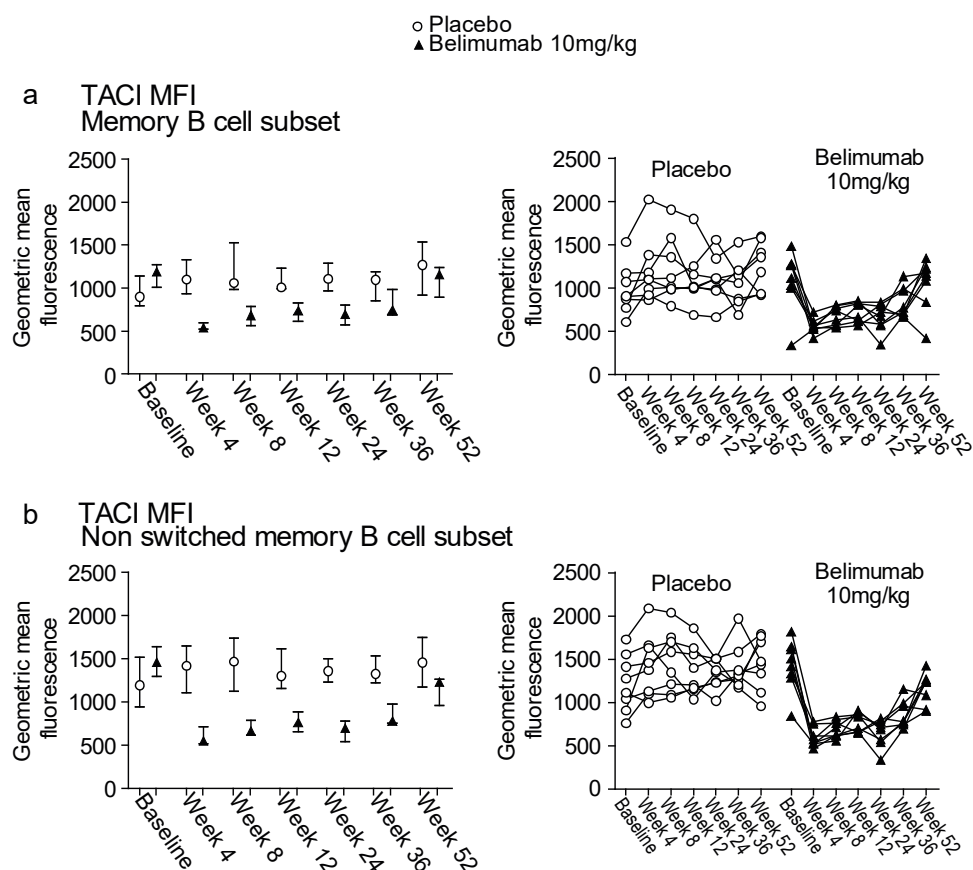 Placebo
Belimumab 10mg/kg
a
TACI MFI
Memory B cell subset
Geometric mean
fluorescence
2500
2000
1500
1000
500
0
Baseline
Week 4
Week 8
Week 12
Week 24
Week 36
Week 52
Geometric mean
fluorescence
2500
2000
1500
1000
500
0
Placebo
Belimumab
10mg/kg
Baseline
Week 4
Week 8
Week 12
Week 24
Week 36
Week 52
Baseline
Week 4
Week 8
Week 12
Week 24
Week 36
Week 52
b
TACI MFI
Non switched memory B cell subset
Geometric mean
fluorescence
2500
2000
1500
1000
500
0
Baseline
Week 4
Week 8
Week 12
Week 24
Week 36
Week 52
Geometric mean
fluorescence
2500
2000
1500
1000
500
0
Placebo
Belimumab
10mg/kg
Baseline
Week 4
Week 8
Week 12
Week 24
Week 36
Week 52
Baseline
Week 4
Week 8
Week 12
Week 24
Week 36
Week 52